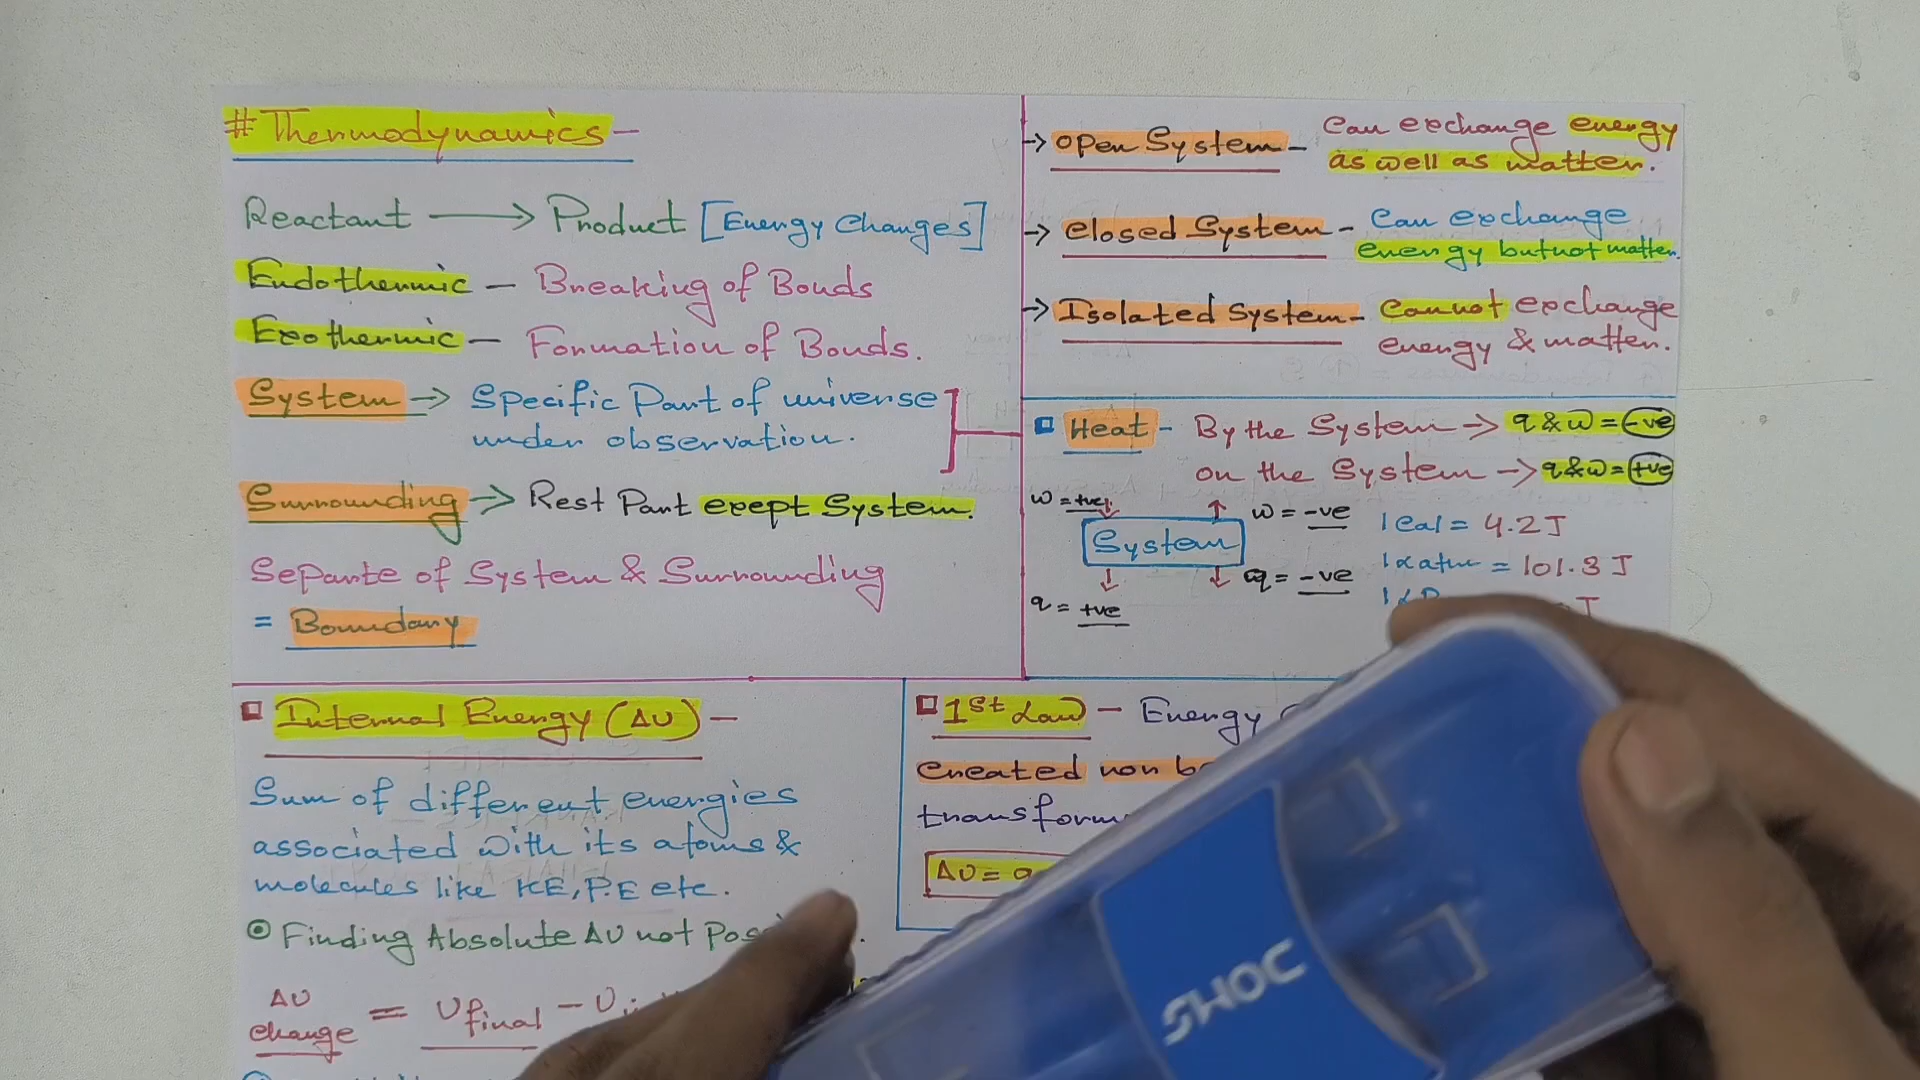 # Thermodynamics –
Reactant → Product [Energy Changes]
Endothermic – Breaking of Bonds
Exothermic – Formation of Bonds.
System → Specific Part of universe
under observation.
Surrounding → Rest Part exept System.
Separte of System & Surrounding
= Boundary
→ open System – Can exchange energy
as well as matter.
→ closed System – Can exchange
energy but not matter.
→ Isolated System – Cannot exchange
energy & matter.
Heat – By the System → q & w = -ve
on the System → q & w = +ve
w = +ve
w = -ve
System
q = +ve
q = -ve
1 Cal = 4.2 J
1 Latm = 101.3 J
J
Internal Energy (ΔU) –
Sum of different energies
associated with its atoms &
molecules like KE, P.E etc.
Finding Absolute ΔU not
ΔU
change = Ufinal –
1st Law – Energy
created nor
ΔU =
SHOC